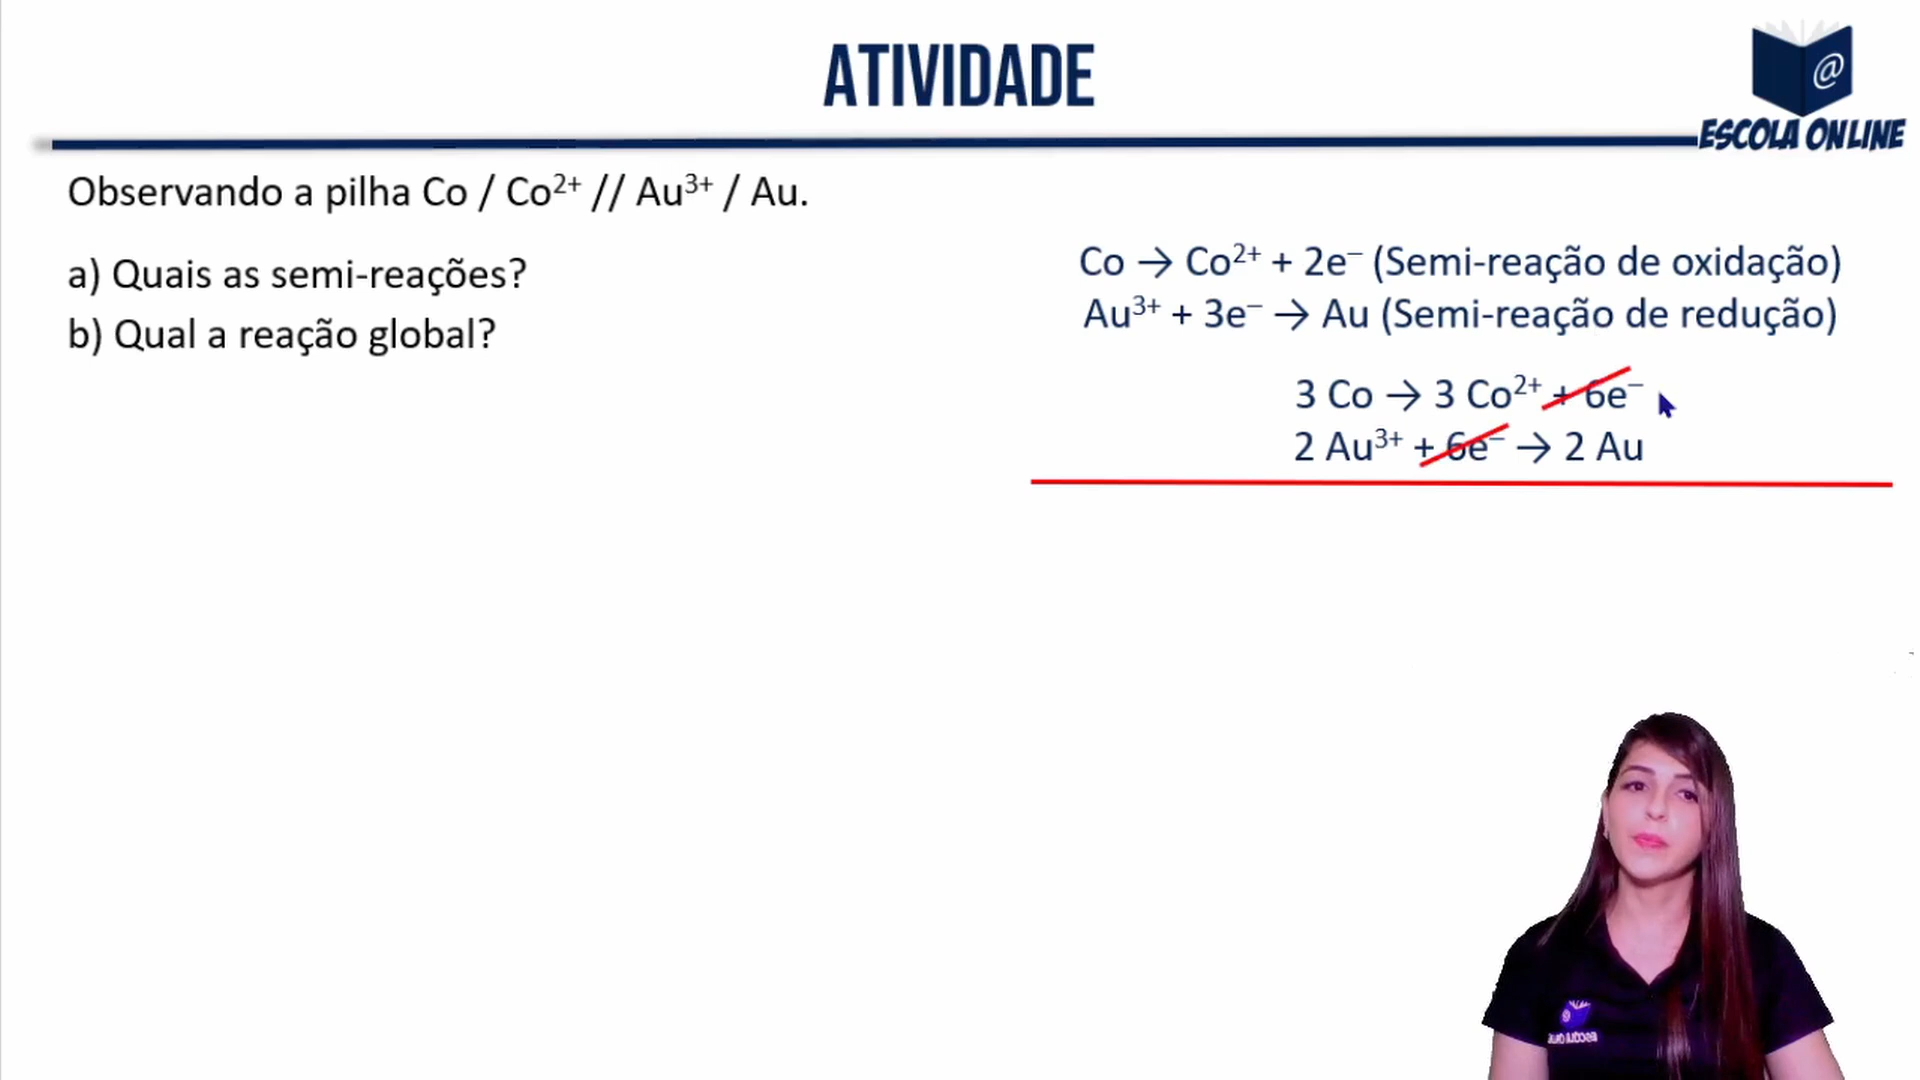 ATIVIDADE
@
ESCOLA ONLINE
Observando a pilha Co / Co²⁺ // Au³⁺ / Au.
a) Quais as semi-reações?
b) Qual a reação global?
Co → Co²⁺ + 2e⁻ (Semi-reação de oxidação)
Au³⁺ + 3e⁻ → Au (Semi-reação de redução)
3 Co → 3 Co²⁺ + 6e⁻
2 Au³⁺ + 6e⁻ → 2 Au